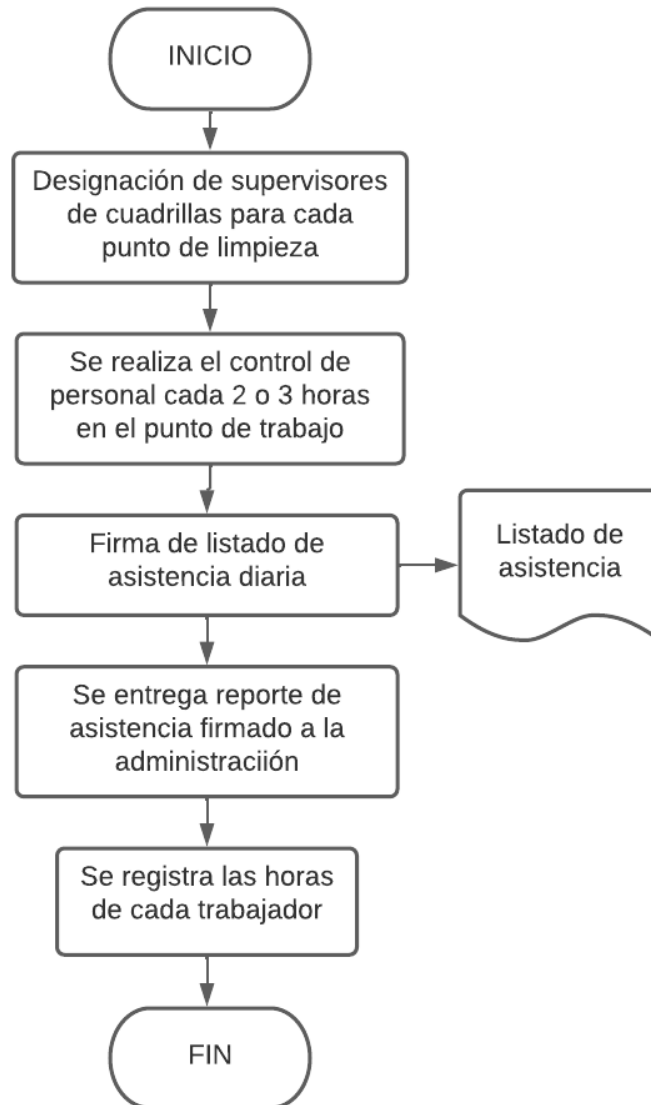 INICIO
Designación de supervisores
de cuadrillas para cada
punto de limpieza
Se realiza el control de
personal cada 2 o 3 horas
en el punto de trabajo
Firma de listado de
asistencia diaria
Listado de
asistencia
Se entrega reporte de
asistencia firmado a la
administraciión
Se registra las horas
de cada trabajador
FIN